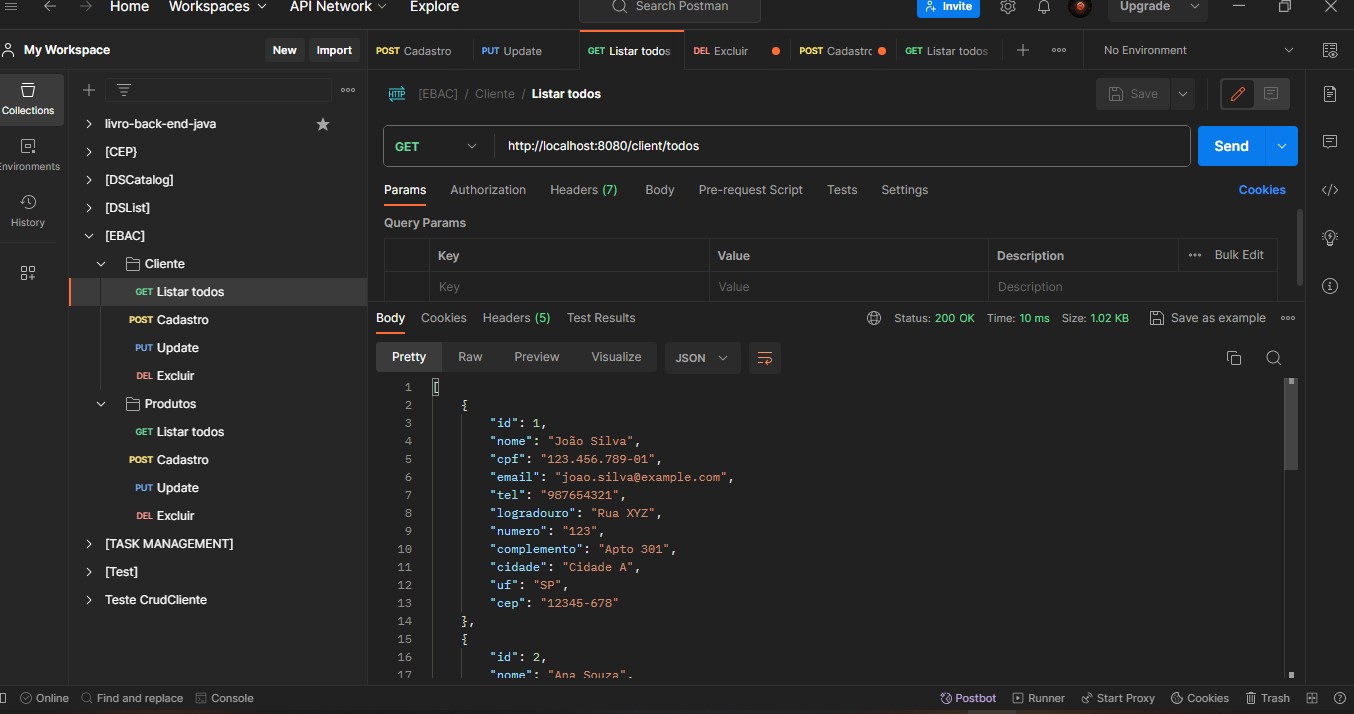 Home Workspaces API Network Explore Search Postman Invite Upgrade
My Workspace New Import
POST Cadastro PUT Update GET Listar todos DEL Excluir POST Cadastrc GET Listar todos No Environment
Collections
Environments
History
livro-back-end-java
[CEP}
[DSCatalog]
[DSList]
[EBAC]
Cliente
GET Listar todos
POST Cadastro
PUT Update
DEL Excluir
Produtos
GET Listar todos
POST Cadastro
PUT Update
DEL Excluir
[TASK MANAGEMENT]
[Test]
Teste CrudCliente
HTTP [EBAC] / Cliente / Listar todos Save
GET http://localhost:8080/client/todos Send
Params Authorization Headers (7) Body Pre-request Script Tests Settings Cookies
Query Params
Key Value Description Bulk Edit
Key Value Description
Body Cookies Headers (5) Test Results Status: 200 OK Time: 10 ms Size: 1.02 KB Save as example
Pretty Raw Preview Visualize JSON
1 [
2 {
3 "id": 1,
4 "nome": "João Silva",
5 "cpf": "123.456.789-01",
6 "email": "joao.silva@example.com",
7 "tel": "987654321",
8 "logradouro": "Rua XYZ",
9 "numero": "123",
10 "complemento": "Apto 301",
11 "cidade": "Cidade A",
12 "uf": "SP",
13 "cep": "12345-678"
14 },
15 {
16 "id": 2,
17 "nome": "Ana Souza",
Online Find and replace Console Postbot Runner Start Proxy Cookies Trash